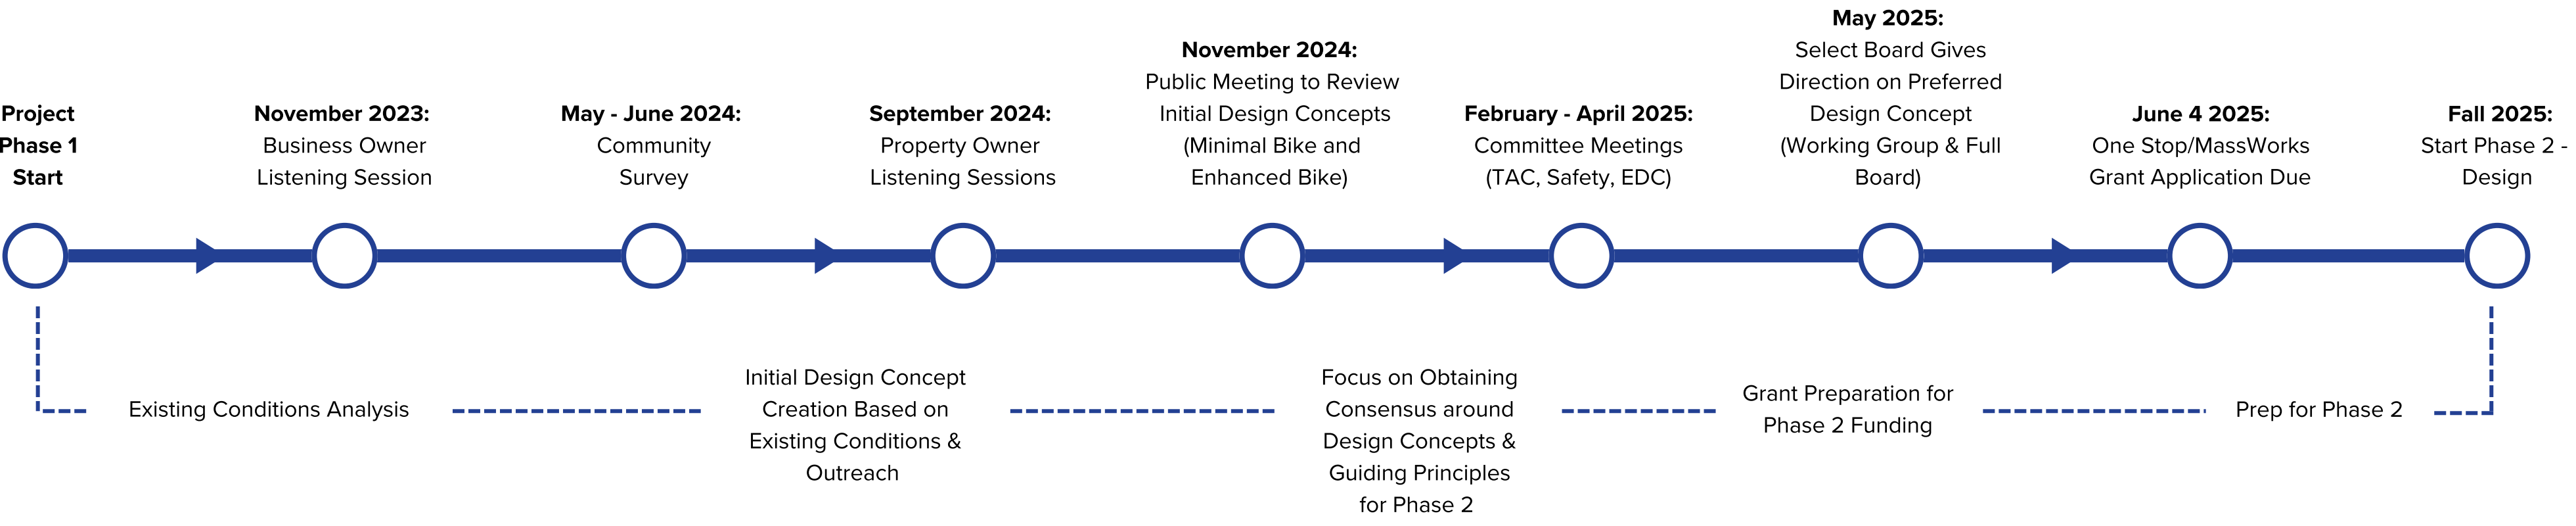 Project
Phase 1
Start
November 2023:
Business Owner
Listening Session
May - June 2024:
Community
Survey
September 2024:
Property Owner
Listening Sessions
November 2024:
Public Meeting to Review
Initial Design Concepts
(Minimal Bike and
Enhanced Bike)
February - April 2025:
Committee Meetings
(TAC, Safety, EDC)
May 2025:
Select Board Gives
Direction on Preferred
Design Concept
(Working Group & Full
Board)
June 4 2025:
One Stop/MassWorks
Grant Application Due
Fall 2025:
Start Phase 2 -
Design
Existing Conditions Analysis
Initial Design Concept
Creation Based on
Existing Conditions &
Outreach
Focus on Obtaining
Consensus around
Design Concepts &
Guiding Principles
for Phase 2
Grant Preparation for
Phase 2 Funding
Prep for Phase 2